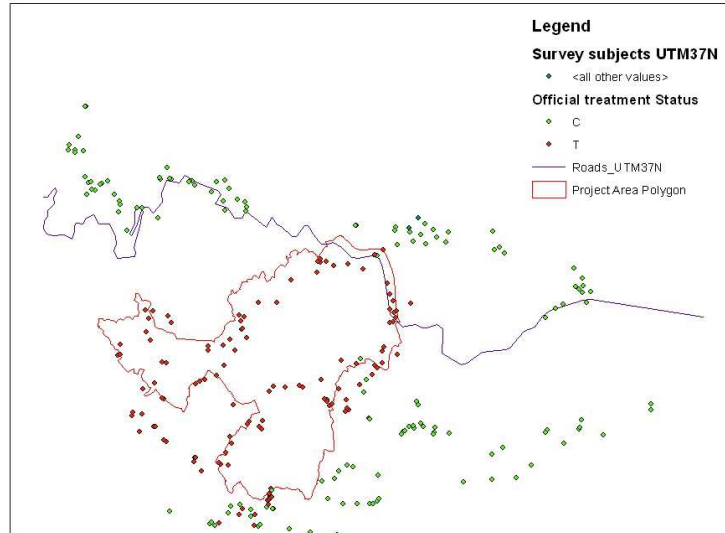 Legend
Survey subjects UTM37N
<all other values>
Official treatment Status
C
T
Roads_UTM37N
Project Area Polygon